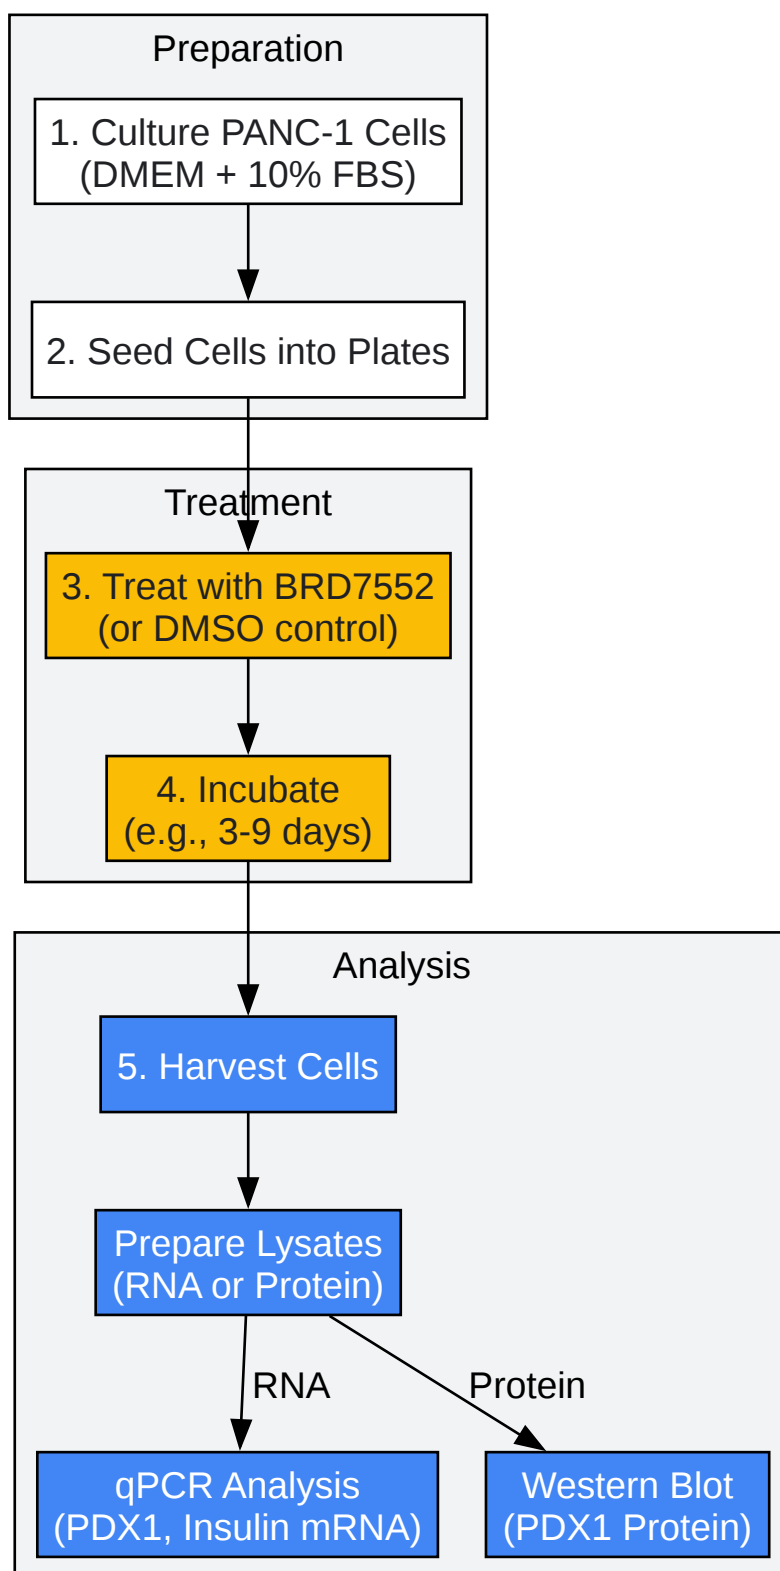 Preparation
1. Culture PANC-1 Cells
(DMEM + 10% FBS)
2. Seed Cells into Plates
Treatment
3. Treat with BRD7552
(or DMSO control)
4. Incubate
(e.g., 3-9 days)
Analysis
5. Harvest Cells
Prepare Lysates
(RNA or Protein)
RNA
Protein
qPCR Analysis
(PDX1, Insulin mRNA)
Western Blot
(PDX1 Protein)